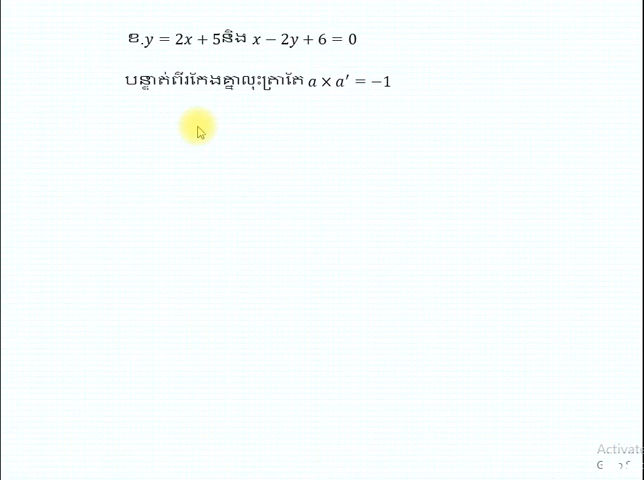 ខ.y = 2x + 5និង x − 2y + 6 = 0
បន្ទាត់ពីរកែងគ្នាលុះត្រាតែ a × a′ = −1
Activate